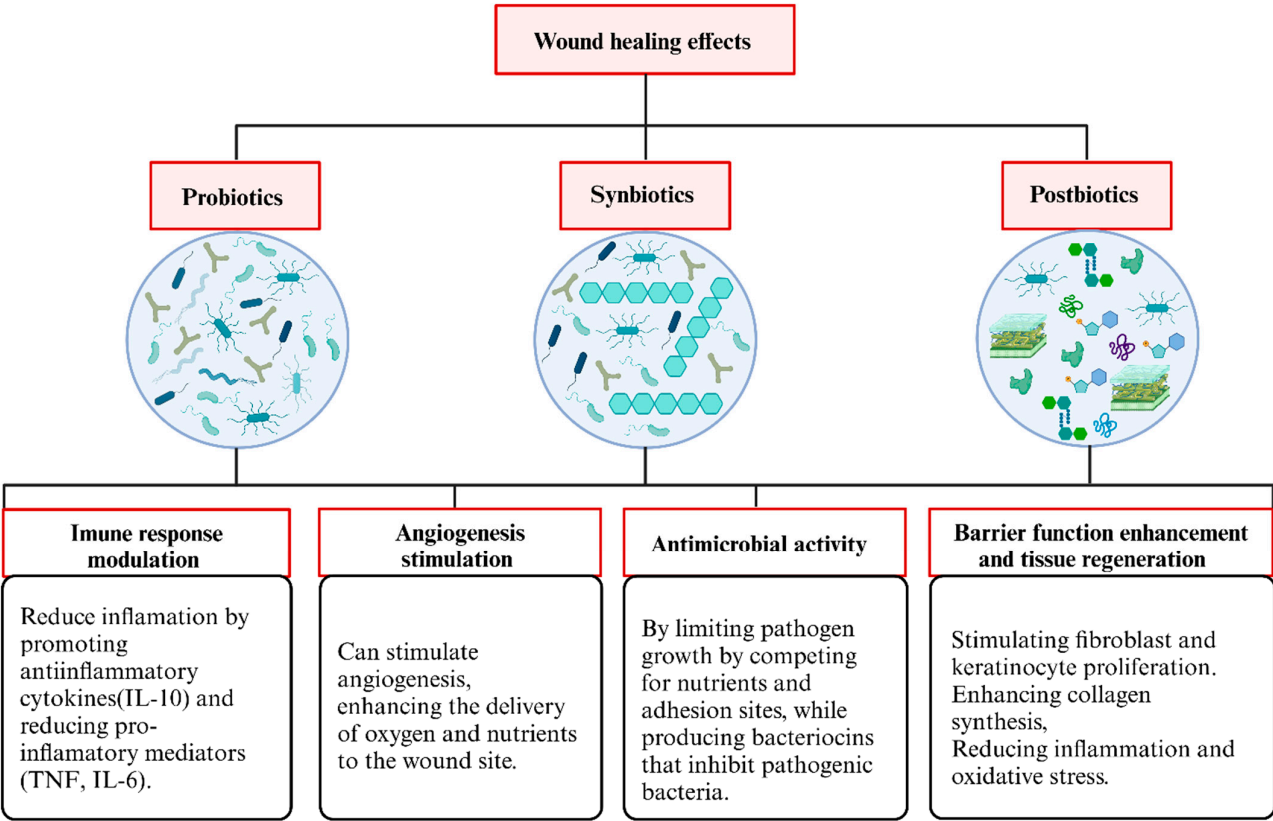 Wound healing effects
Probiotics
Synbiotics
Postbiotics
Imune response
modulation
Reduce inflamation by
promoting
antiinflammatory
cytokines(IL-10) and
reducing pro-
inflamatory mediators
(TNF, IL-6).
Angiogenesis
stimulation
Can stimulate
angiogenesis,
enhancing the delivery
of oxygen and nutrients
to the wound site.
Antimicrobial activity
By limiting pathogen
growth by competing
for nutrients and
adhesion sites, while
producing bacteriocins
that inhibit pathogenic
bacteria.
Barrier function enhancement
and tissue regeneration
Stimulating fibroblast and
keratinocyte proliferation.
Enhancing collagen
synthesis,
Reducing inflammation and
oxidative stress.